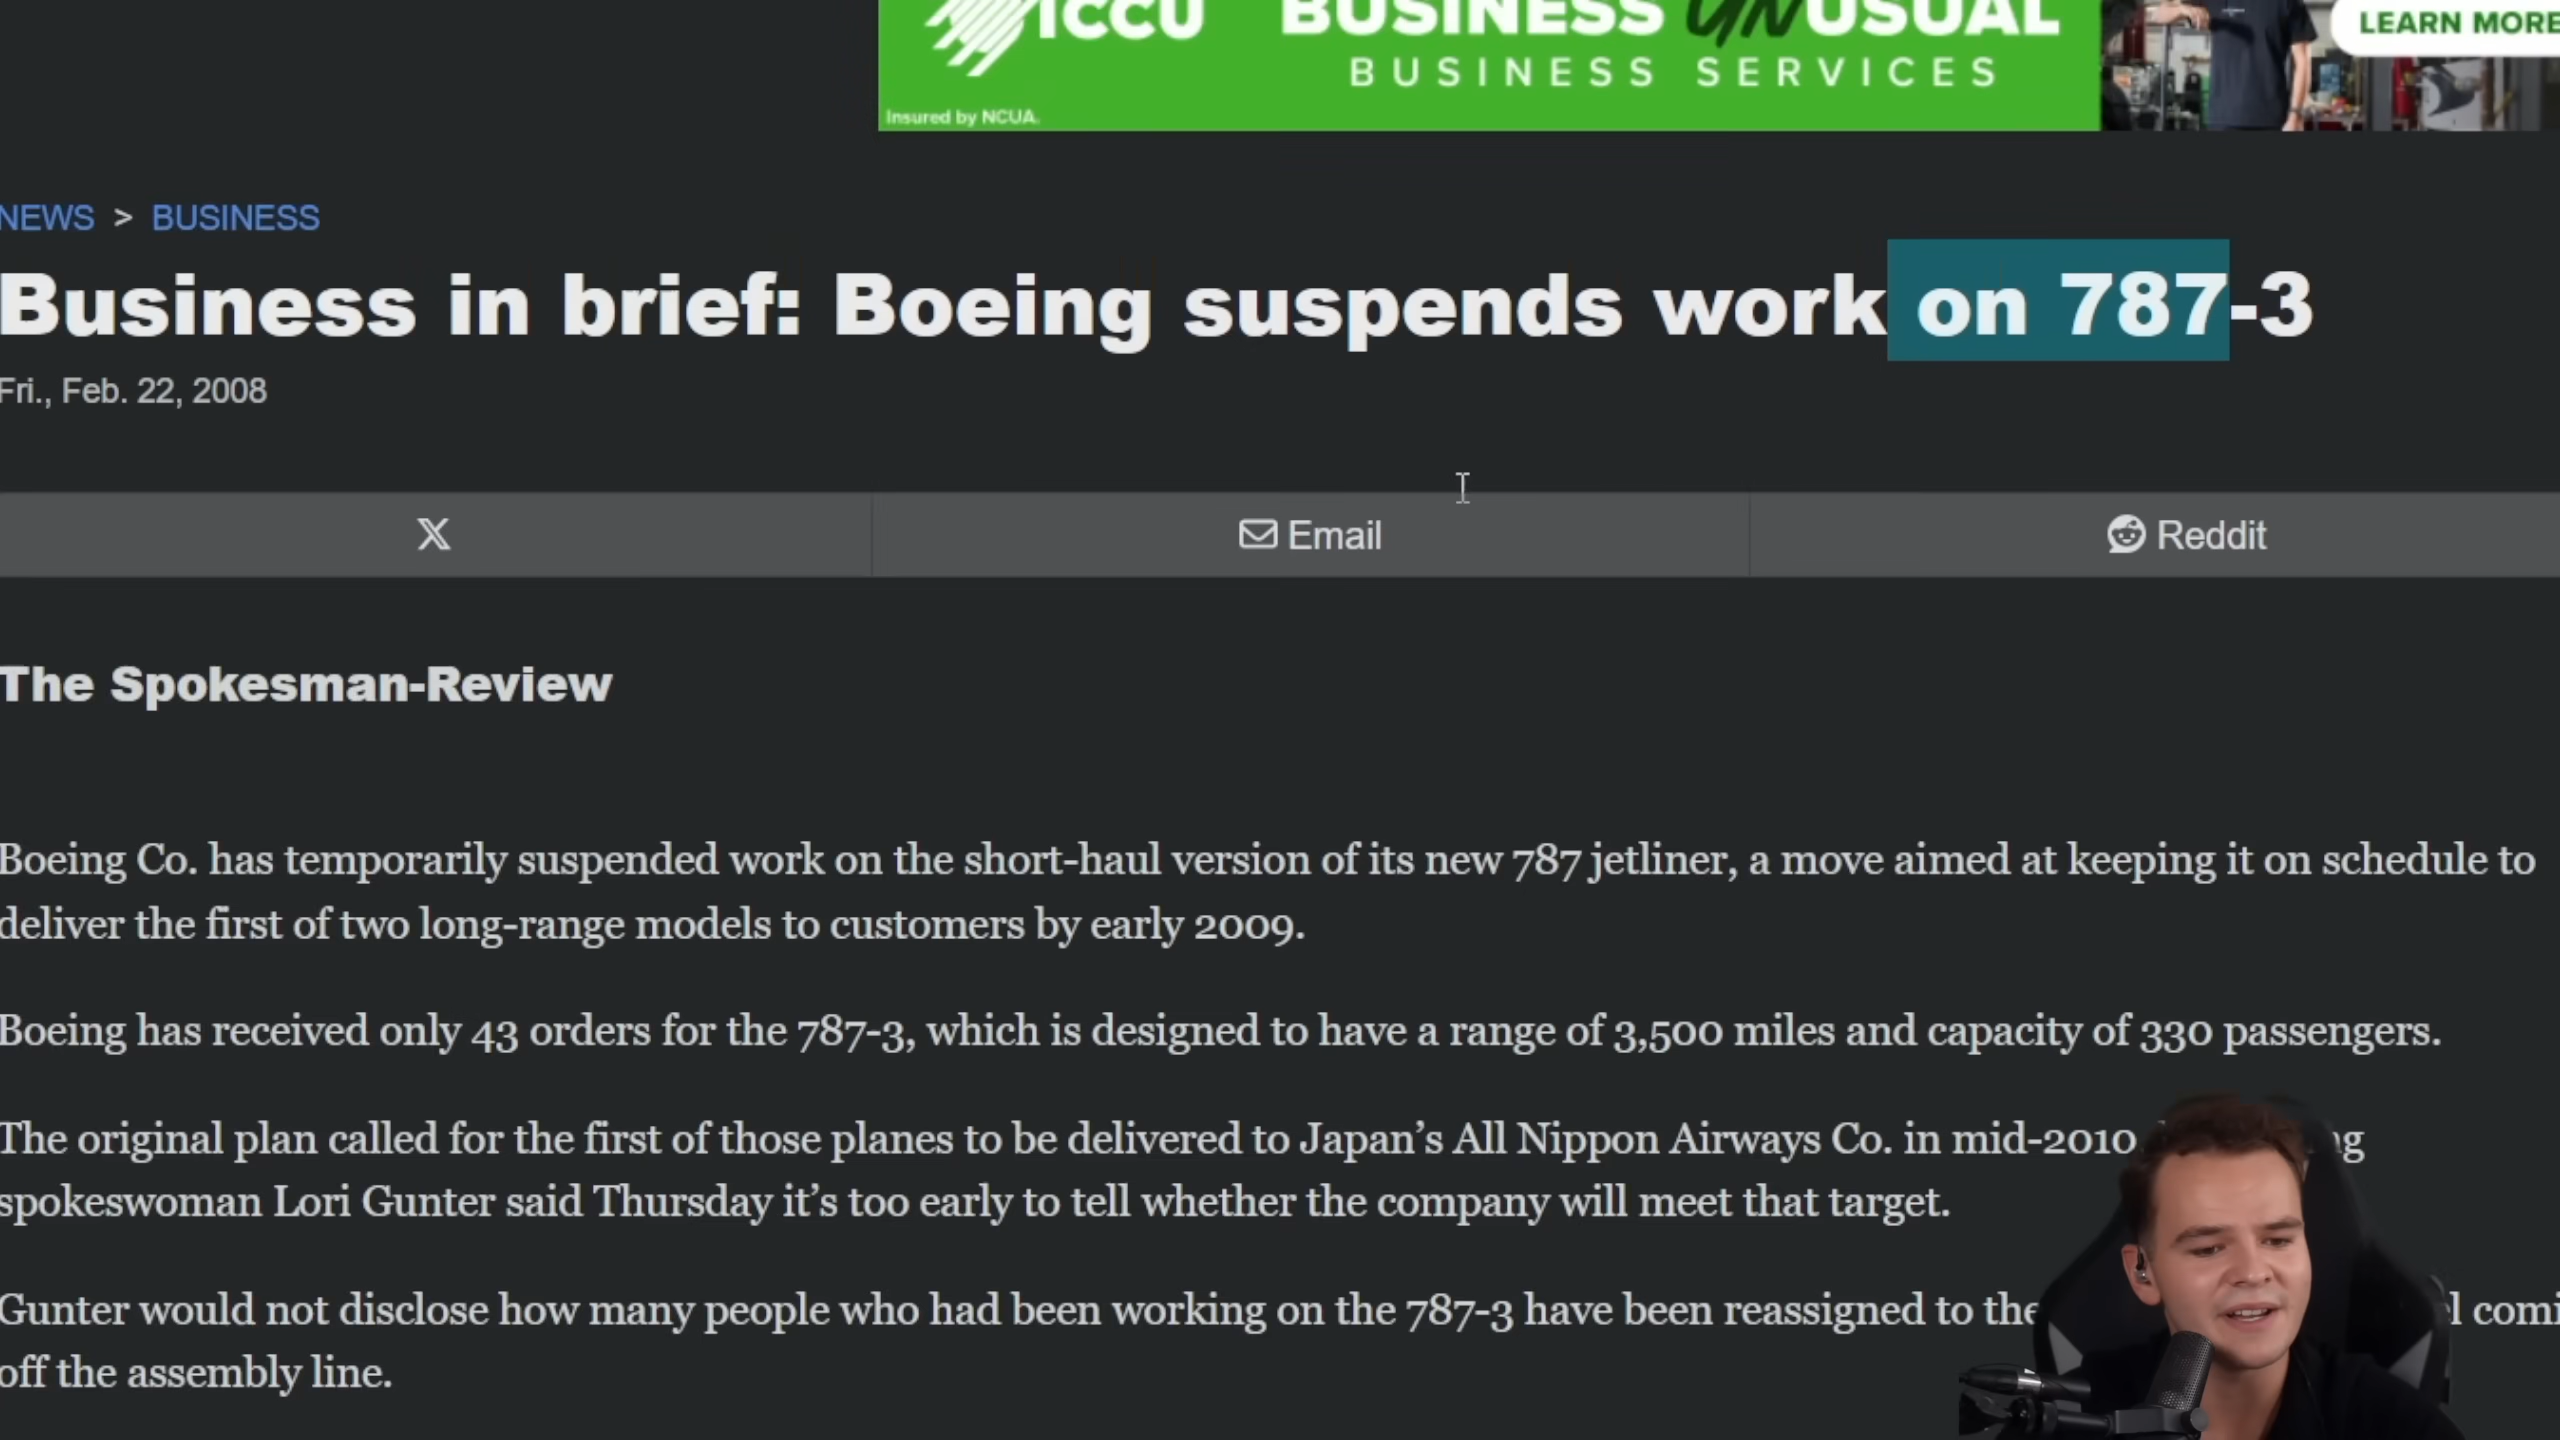 ICCU
BUSINESS UNUSUAL
LEARN MORE
BUSINESS SERVICES
Insured by NCUA.
NEWS > BUSINESS
Business in brief: Boeing suspends work on 787-3
Fri., Feb. 22, 2008
X Email Reddit
The Spokesman-Review
Boeing Co. has temporarily suspended work on the short-haul version of its new 787 jetliner, a move aimed at keeping it on schedule to
deliver the first of two long-range models to customers by early 2009.
Boeing has received only 43 orders for the 787-3, which is designed to have a range of 3,500 miles and capacity of 330 passengers.
The original plan called for the first of those planes to be delivered to Japan’s All Nippon Airways Co. in mid-2010
spokeswoman Lori Gunter said Thursday it’s too early to tell whether the company will meet that target.
Gunter would not disclose how many people who had been working on the 787-3 have been reassigned to the
off the assembly line.